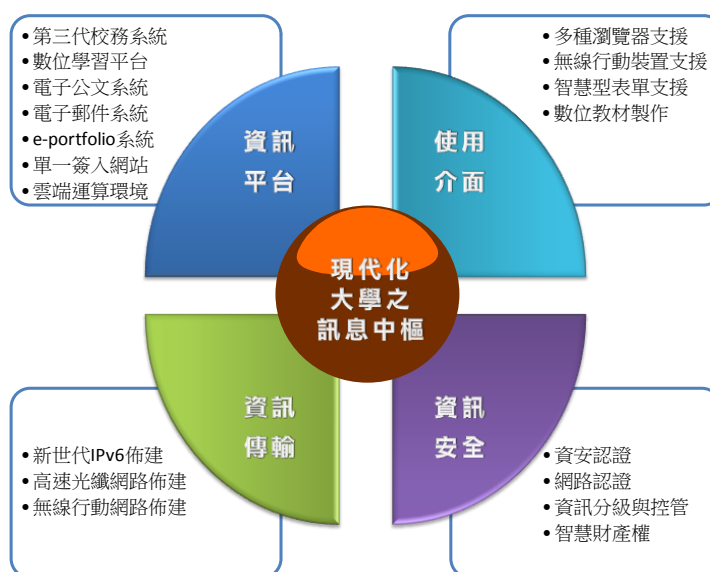 • 第三代校務系統
• 數位學習平台
• 電子公文系統
• 電子郵件系統
• e-portfolio系統
• 單一簽入網站
• 雲端運算環境
資訊
平台
• 多種瀏覽器支援
• 無線行動裝置支援
• 智慧型表單支援
• 數位教材製作
使用
介面
現代化
大學之
訊息中樞
資訊
傳輸
• 新世代IPv6佈建
• 高速光纖網路佈建
• 無線行動網路佈建
資訊
安全
• 資安認證
• 網路認證
• 資訊分級與控管
• 智慧財產權